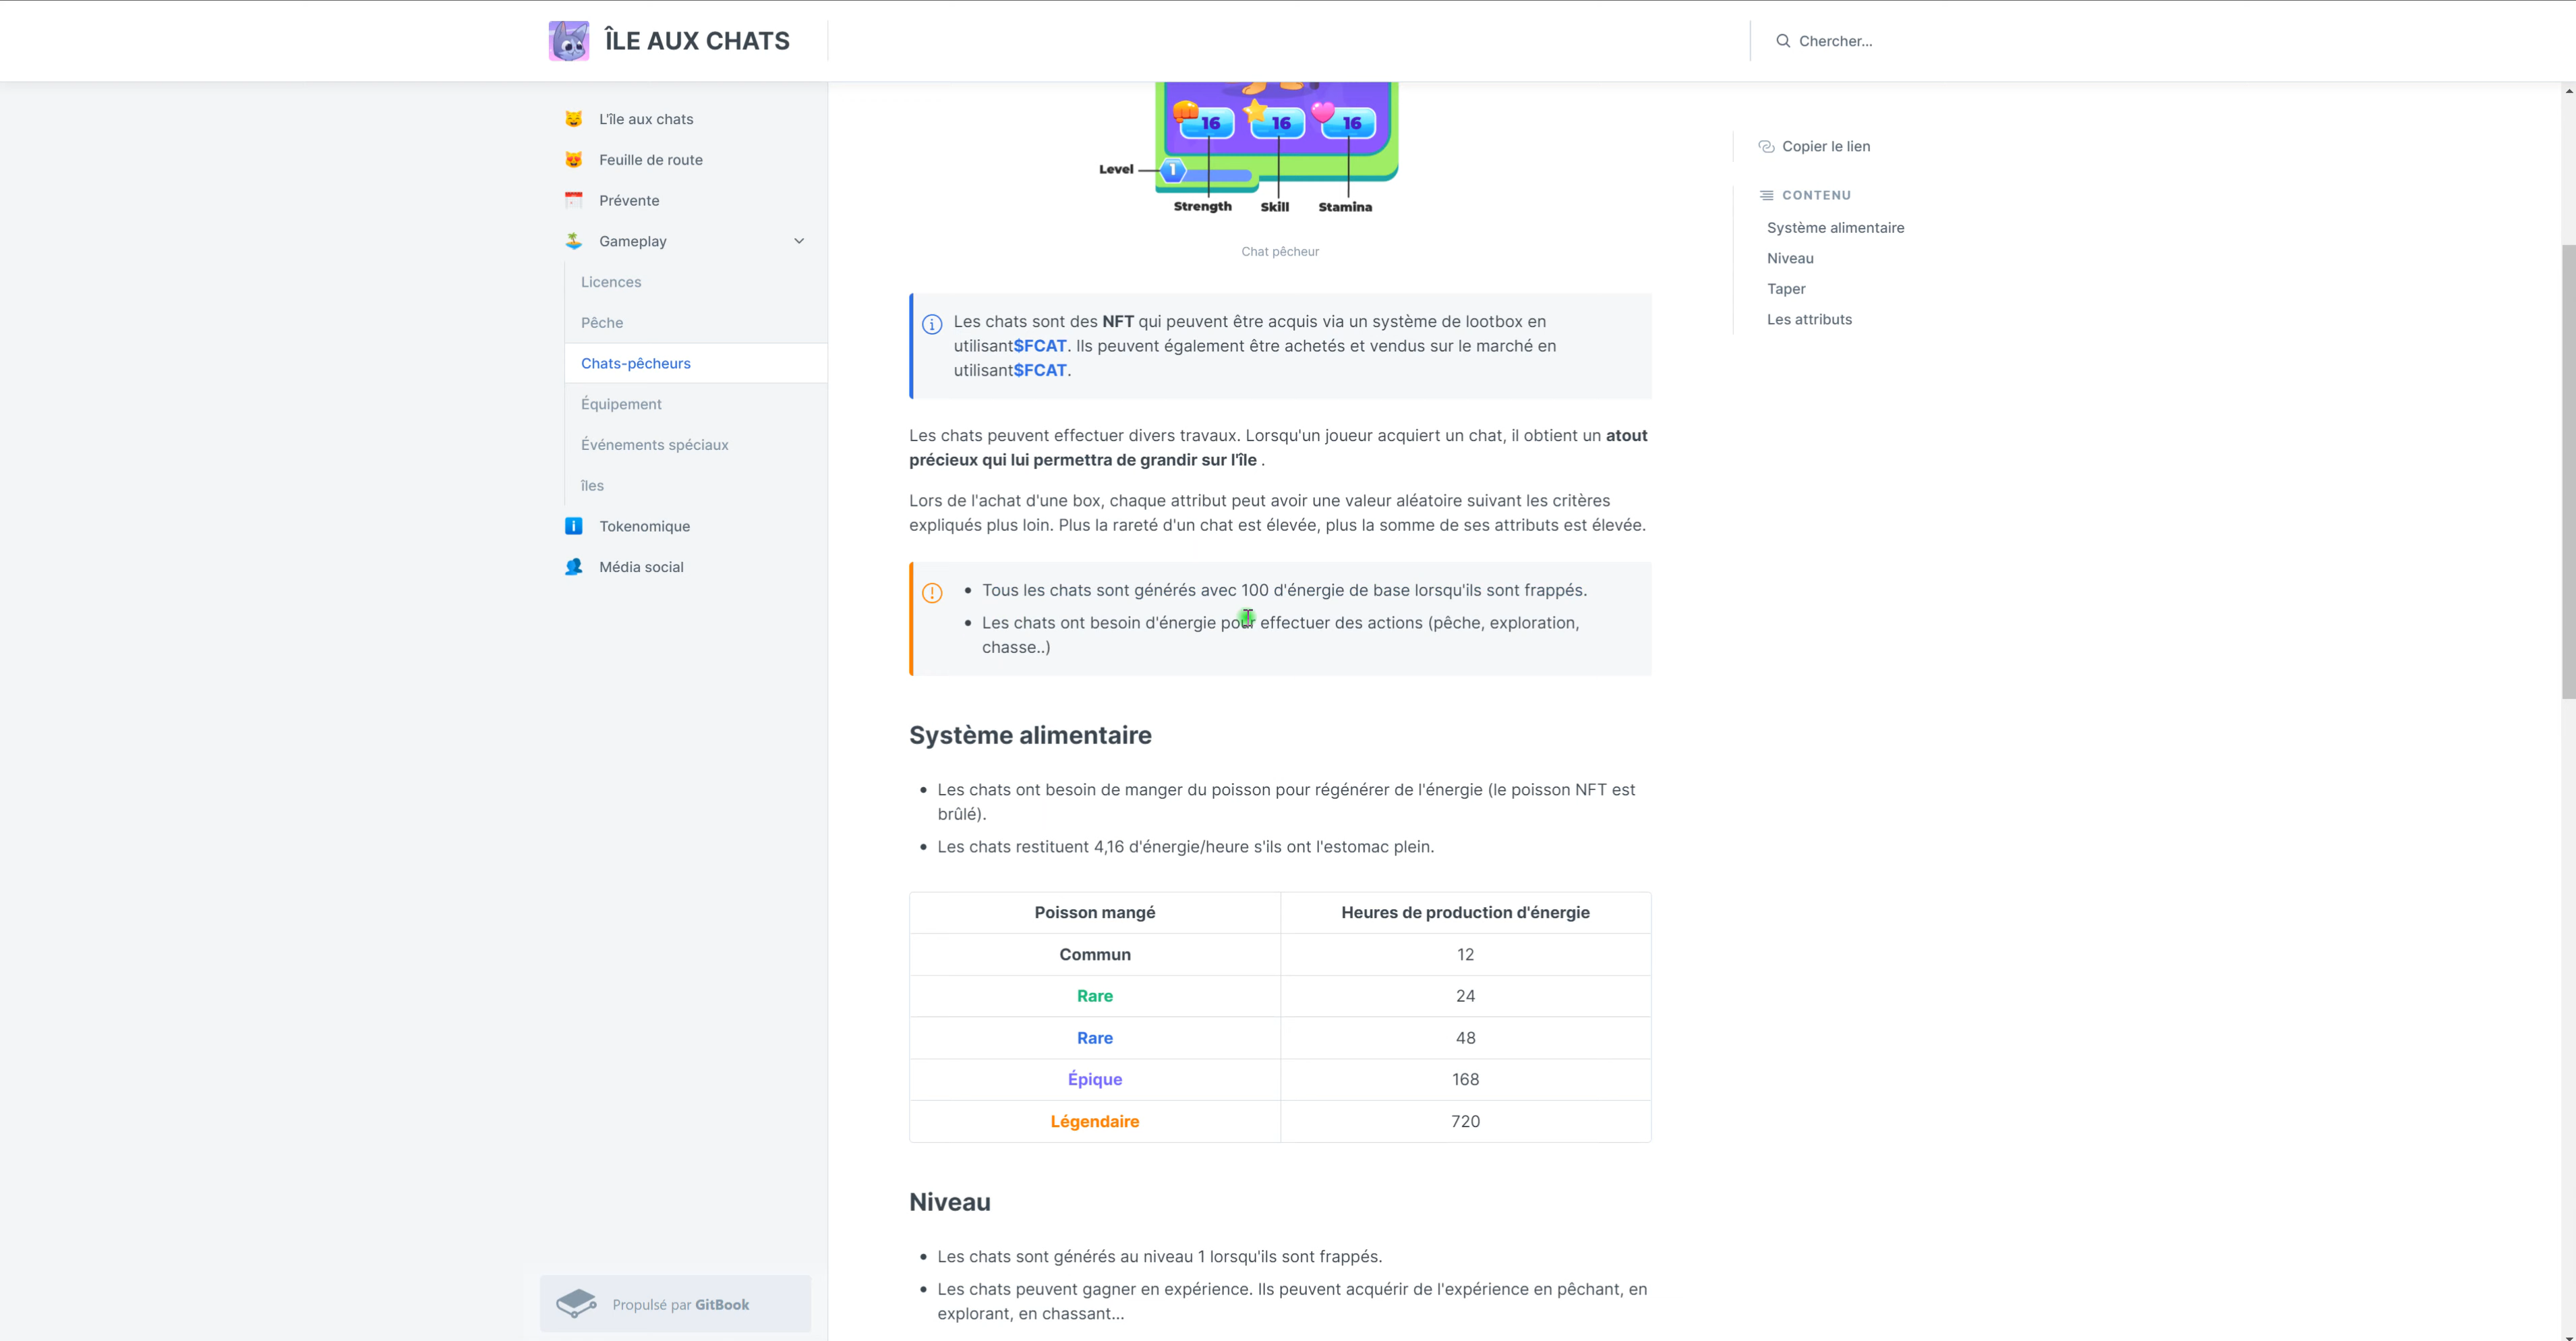 ÎLE AUX CHATS
Chercher...
L'île aux chats
Feuille de route
Prévente
Gameplay
Licences
Pêche
Chats-pêcheurs
Équipement
Événements spéciaux
îles
Tokenomique
Média social
Propulsé par GitBook
16 16 16
Level 1
Strength Skill Stamina
Chat pêcheur
Les chats sont des NFT qui peuvent être acquis via un système de lootbox en
utilisant$FCAT. Ils peuvent également être achetés et vendus sur le marché en
utilisant$FCAT.
Les chats peuvent effectuer divers travaux. Lorsqu'un joueur acquiert un chat, il obtient un atout
précieux qui lui permettra de grandir sur l'île .
Lors de l'achat d'une box, chaque attribut peut avoir une valeur aléatoire suivant les critères
expliqués plus loin. Plus la rareté d'un chat est élevée, plus la somme de ses attributs est élevée.
• Tous les chats sont générés avec 100 d'énergie de base lorsqu'ils sont frappés.
• Les chats ont besoin d'énergie pour effectuer des actions (pêche, exploration,
chasse..)
Système alimentaire
• Les chats ont besoin de manger du poisson pour régénérer de l'énergie (le poisson NFT est
brûlé).
• Les chats restituent 4,16 d'énergie/heure s'ils ont l'estomac plein.
Poisson mangé Heures de production d'énergie
Commun 12
Rare 24
Rare 48
Épique 168
Légendaire 720
Niveau
• Les chats sont générés au niveau 1 lorsqu'ils sont frappés.
• Les chats peuvent gagner en expérience. Ils peuvent acquérir de l'expérience en pêchant, en
explorant, en chassant...
Copier le lien
CONTENU
Système alimentaire
Niveau
Taper
Les attributs